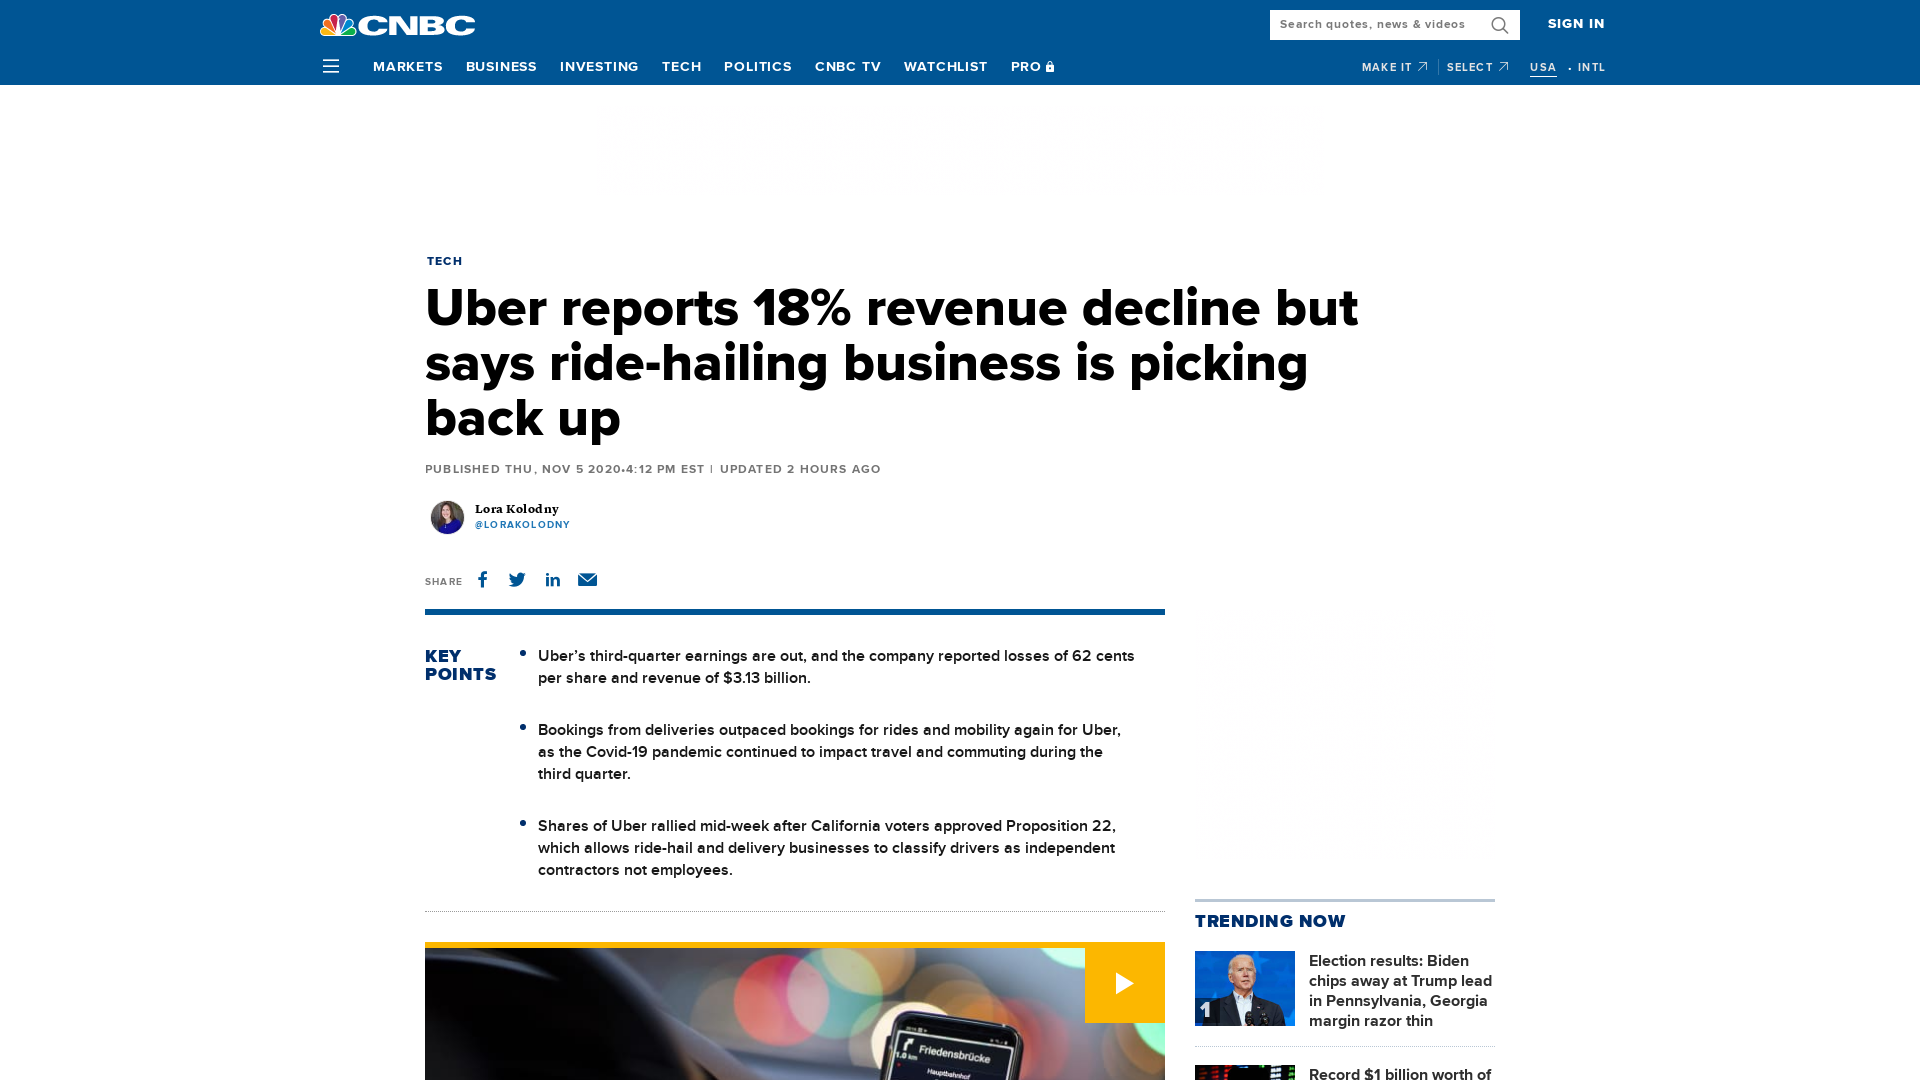 CNBC
Search quotes, news & videos
SIGN IN
MARKETS
BUSINESS
INVESTING
TECH
POLITICS
CNBC TV
WATCHLIST
PRO
MAKE IT
SELECT
USA
• INTL
TECH
Uber reports 18% revenue decline but
says ride-hailing business is picking
back up
PUBLISHED THU, NOV 5 2020•4:12 PM EST | UPDATED 2 HOURS AGO
Lora Kolodny
@LORAKOLODNY
SHARE
KEY
POINTS
• Uber’s third-quarter earnings are out, and the company reported losses of 62 cents
per share and revenue of $3.13 billion.
• Bookings from deliveries outpaced bookings for rides and mobility again for Uber,
as the Covid-19 pandemic continued to impact travel and commuting during the
third quarter.
• Shares of Uber rallied mid-week after California voters approved Proposition 22,
which allows ride-hail and delivery businesses to classify drivers as independent
contractors not employees.
Friedensbrücke
1.0 km
Hauptbahnhof
TRENDING NOW
1
Election results: Biden
chips away at Trump lead
in Pennsylvania, Georgia
margin razor thin
Record $1 billion worth of